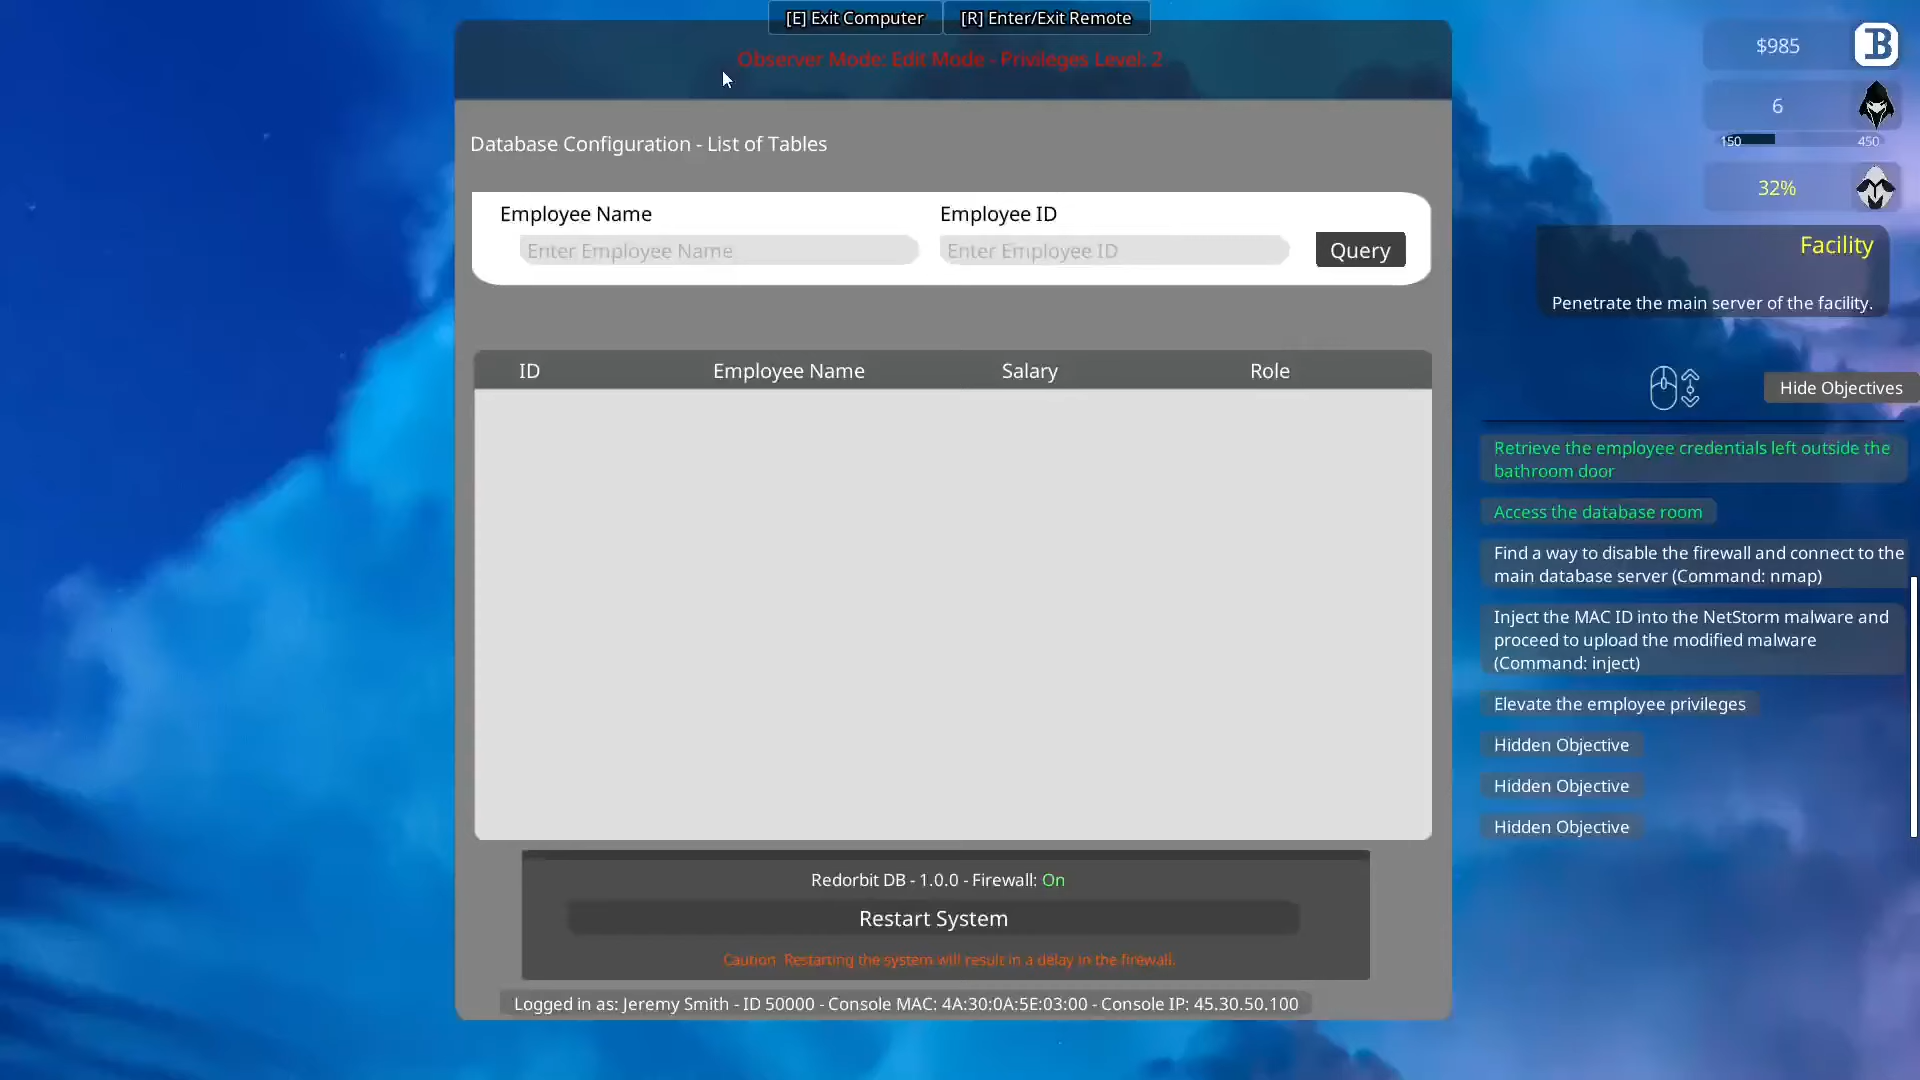 [E] Exit Computer
[R] Enter/Exit Remote
Observer Mode: Edit Mode - Privileges Level: 2
$985
6
150
450
32%
Facility
Penetrate the main server of the facility.
Hide Objectives
Retrieve the employee credentials left outside the
bathroom door
Access the database room
Find a way to disable the firewall and connect to the
main database server (Command: nmap)
Inject the MAC ID into the NetStorm malware and
proceed to upload the modified malware
(Command: inject)
Elevate the employee privileges
Hidden Objective
Hidden Objective
Hidden Objective
Database Configuration - List of Tables
Employee Name
Employee ID
Enter Employee Name
Enter Employee ID
Query
ID
Employee Name
Salary
Role
Redorbit DB - 1.0.0 - Firewall: On
Restart System
Caution: Restarting the system will result in a delay in the firewall.
Logged in as: Jeremy Smith - ID 50000 - Console MAC: 4A:30:0A:5E:03:00 - Console IP: 45.30.50.100